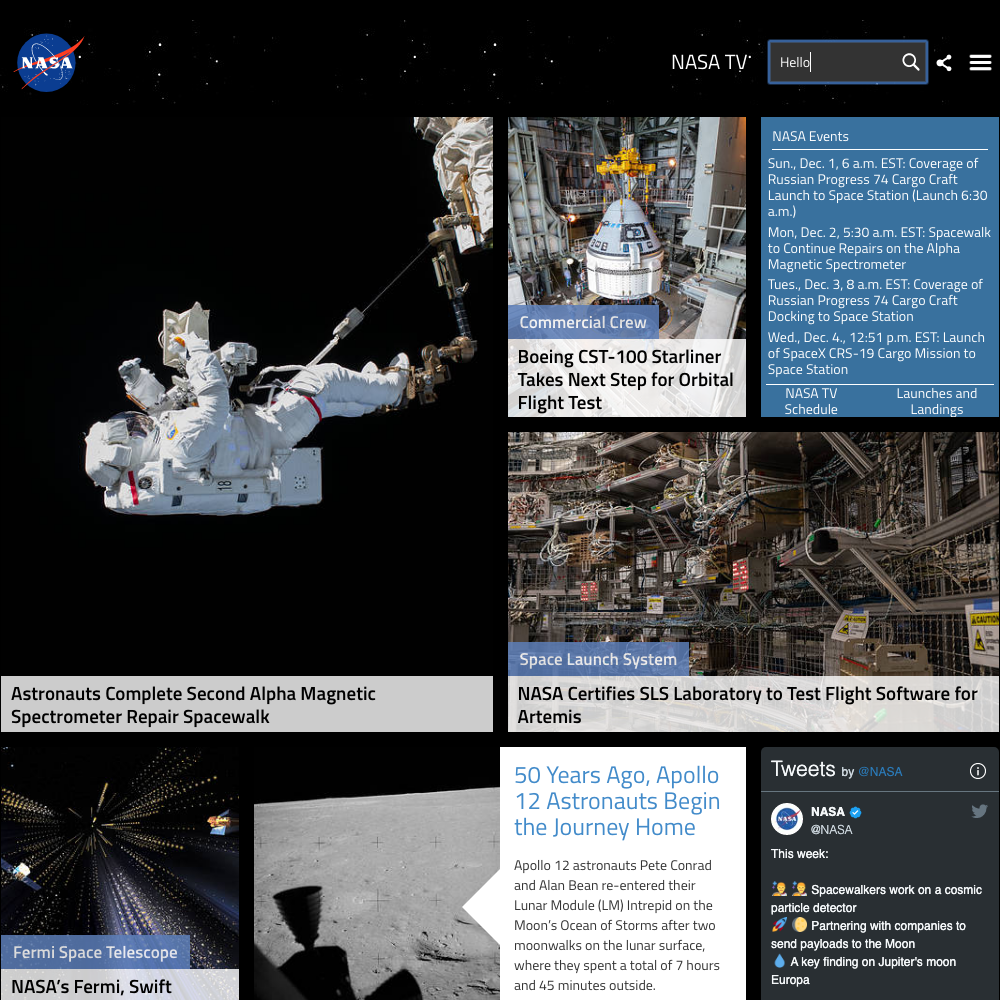 NASA
NASA TV
Hello
NASA Events
Sun., Dec. 1, 6 a.m. EST: Coverage of
Russian Progress 74 Cargo Craft
Launch to Space Station (Launch 6:30
a.m.)
Mon, Dec. 2, 5:30 a.m. EST: Spacewalk
to Continue Repairs on the Alpha
Magnetic Spectrometer
Tues., Dec. 3, 8 a.m. EST: Coverage of
Russian Progress 74 Cargo Craft
Docking to Space Station
Wed., Dec. 4., 12:51 p.m. EST: Launch
of SpaceX CRS-19 Cargo Mission to
Space Station
NASA TV
Schedule
Launches and
Landings
Commercial Crew
Boeing CST-100 Starliner
Takes Next Step for Orbital
Flight Test
18
Astronauts Complete Second Alpha Magnetic
Spectrometer Repair Spacewalk
Space Launch System
NASA Certifies SLS Laboratory to Test Flight Software for
Artemis
Fermi Space Telescope
NASA's Fermi, Swift
50 Years Ago, Apollo
12 Astronauts Begin
the Journey Home
Apollo 12 astronauts Pete Conrad
and Alan Bean re-entered their
Lunar Module (LM) Intrepid on the
Moon's Ocean of Storms after two
moonwalks on the lunar surface,
where they spent a total of 7 hours
and 45 minutes outside.
Tweets by @NASA
NASA
NASA
@NASA
This week:
Spacewalkers work on a cosmic
particle detector
Partnering with companies to
send payloads to the Moon
A key finding on Jupiter's moon
Europa